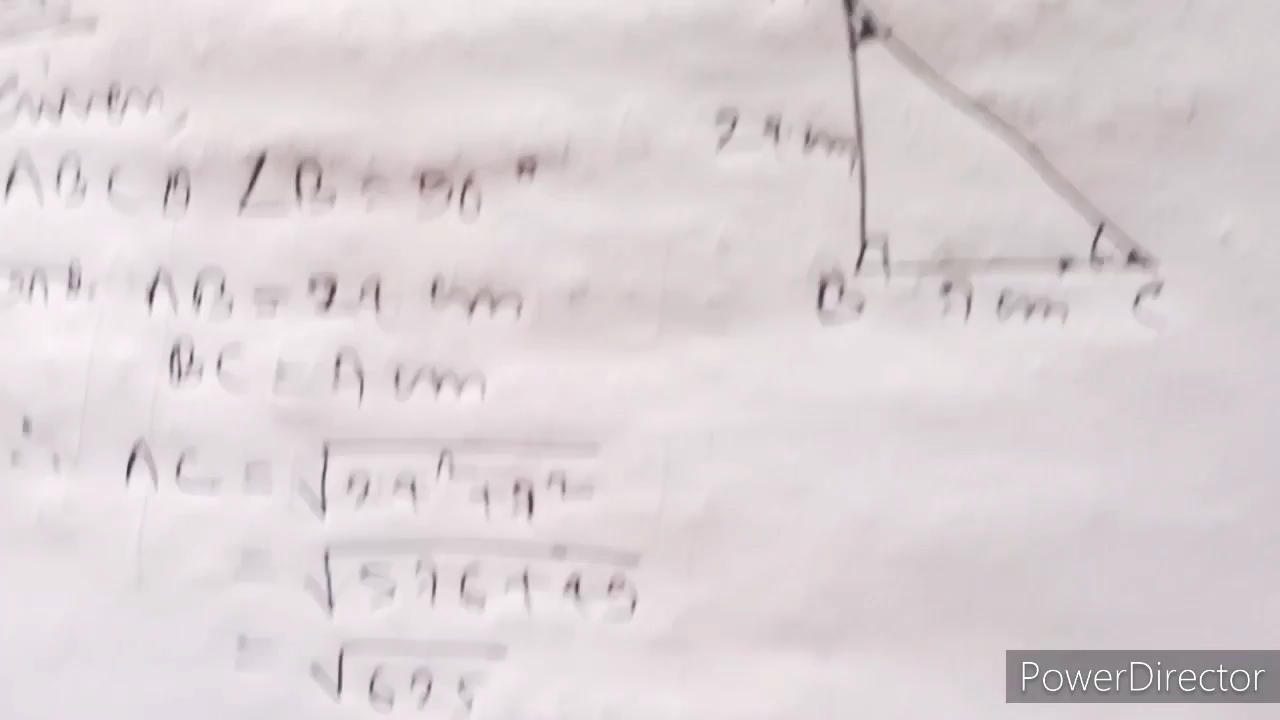 Given,
ABC A ∠B = 90°
AB = 24 cm
BC = 7 cm
∴ AC = √24² + 7²
= √576 + 49
= √625
24 cm
B 7 cm C
PowerDirector